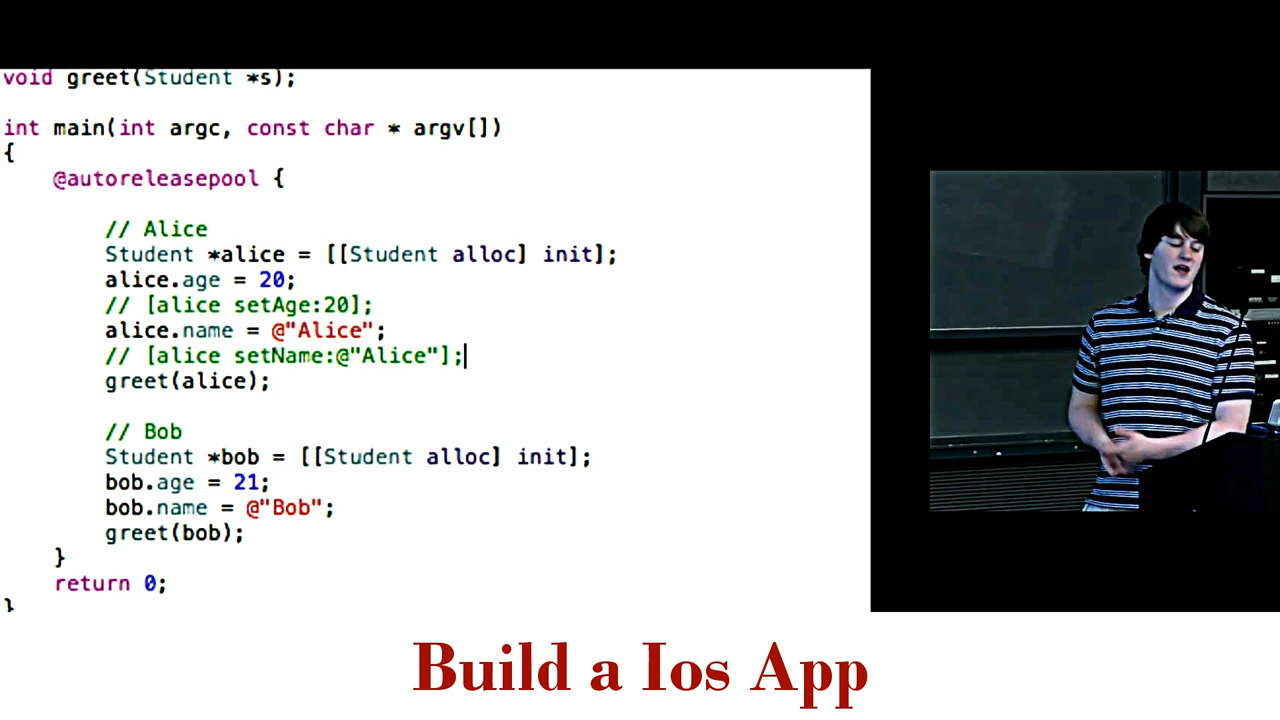 void greet(Student *s);
int main(int argc, const char * argv[])
{
@autoreleasepool {
// Alice
Student *alice = [[Student alloc] init];
alice.age = 20;
// [alice setAge:20];
alice.name = @"Alice";
// [alice setName:@"Alice"];
greet(alice);
// Bob
Student *bob = [[Student alloc] init];
bob.age = 21;
bob.name = @"Bob";
greet(bob);
}
return 0;
}
Build a Ios App